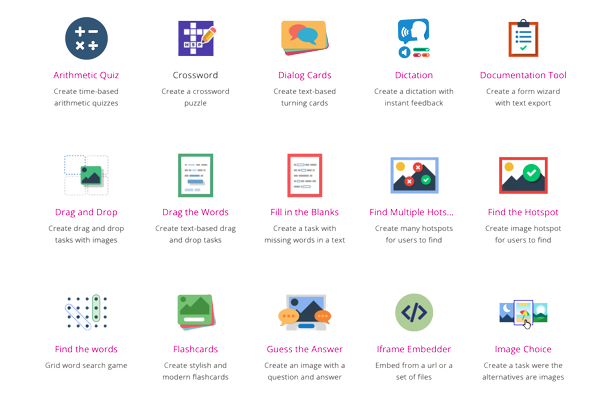 Arithmetic Quiz
Create time-based
arithmetic quizzes
Crossword
Create a crossword
puzzle
Dialog Cards
Create text-based
turning cards
Dictation
Create a dictation with
instant feedback
Documentation Tool
Create a form wizard
with text export
Drag and Drop
Create drag and drop
tasks with images
Drag the Words
Create text-based drag
and drop tasks
Fill in the Blanks
Create a task with
missing words in a text
Find Multiple Hots...
Create many hotspots
for users to find
Find the Hotspot
Create image hotspot
for users to find
Find the words
Grid word search game
Flashcards
Create stylish and
modern flashcards
Guess the Answer
Create an image with a
question and answer
Iframe Embedder
Embed from a url or a
set of files
Image Choice
Create a task were the
alternatives are images